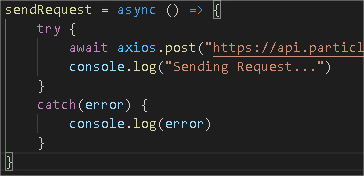 sendRequest = async () => {
try {
await axios.post("https://api.particl
console.log("Sending Request...")
}
catch(error) {
console.log(error)
}
}